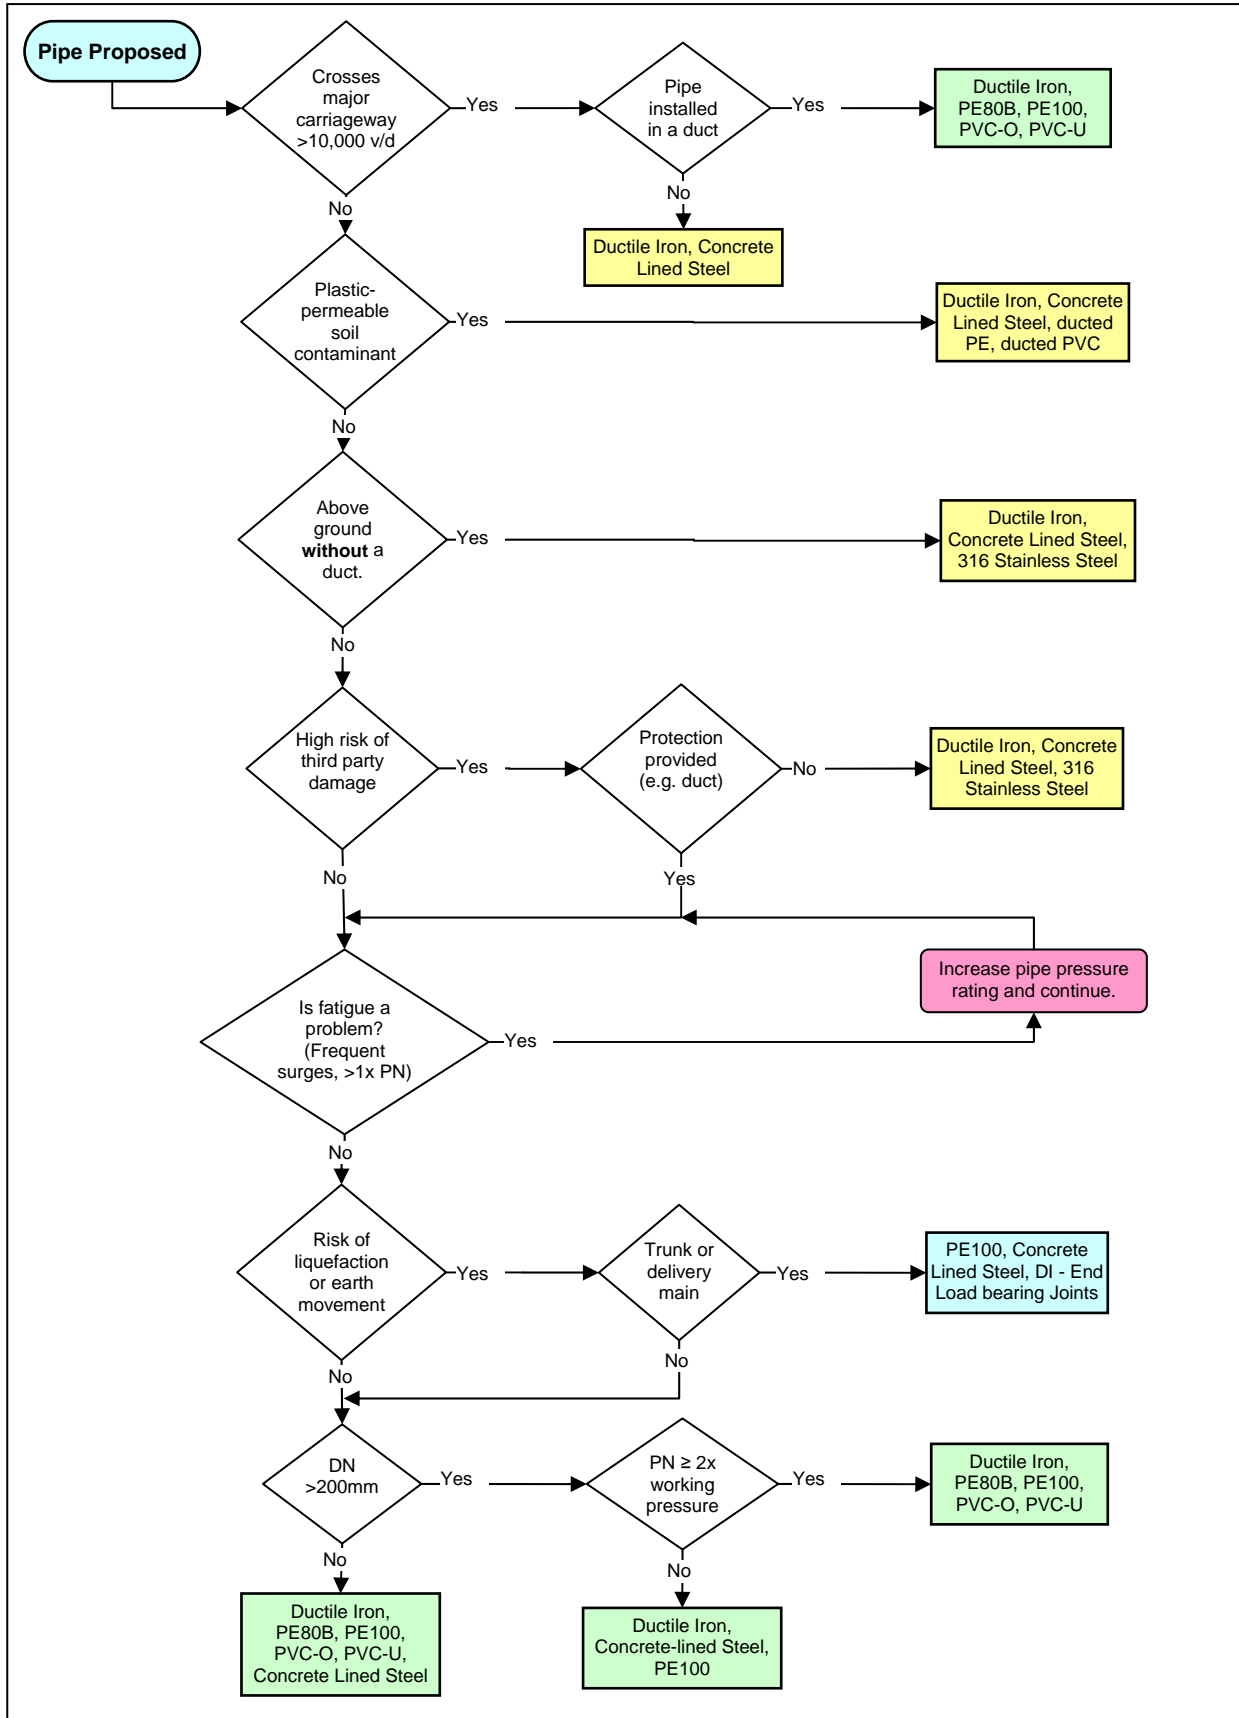 Pipe Proposed
Crosses
major
carriageway
>10,000 v/d
Yes
Pipe
installed
in a duct
Yes
Ductile Iron,
PE80B, PE100,
PVC-O, PVC-U
No
No
Ductile Iron, Concrete
Lined Steel
Plastic-
permeable
soil
contaminant
Yes
Ductile Iron, Concrete
Lined Steel, ducted
PE, ducted PVC
No
Above
ground
without a
duct.
Yes
Ductile Iron,
Concrete Lined Steel,
316 Stainless Steel
No
High risk of
third party
damage
Yes
Protection
provided
(e.g. duct)
No
Ductile Iron, Concrete
Lined Steel, 316
Stainless Steel
No
Yes
Increase pipe pressure
rating and continue.
Is fatigue a
problem?
(Frequent
surges, >1x PN)
Yes
No
Risk of
liquefaction
or earth
movement
Yes
Trunk or
delivery
main
Yes
PE100, Concrete
Lined Steel, DI - End
Load bearing Joints
No
No
DN
>200mm
Yes
PN ≥ 2x
working
pressure
Yes
Ductile Iron,
PE80B, PE100,
PVC-O, PVC-U
No
No
Ductile Iron,
PE80B, PE100,
PVC-O, PVC-U,
Concrete Lined Steel
Ductile Iron,
Concrete-lined Steel,
PE100